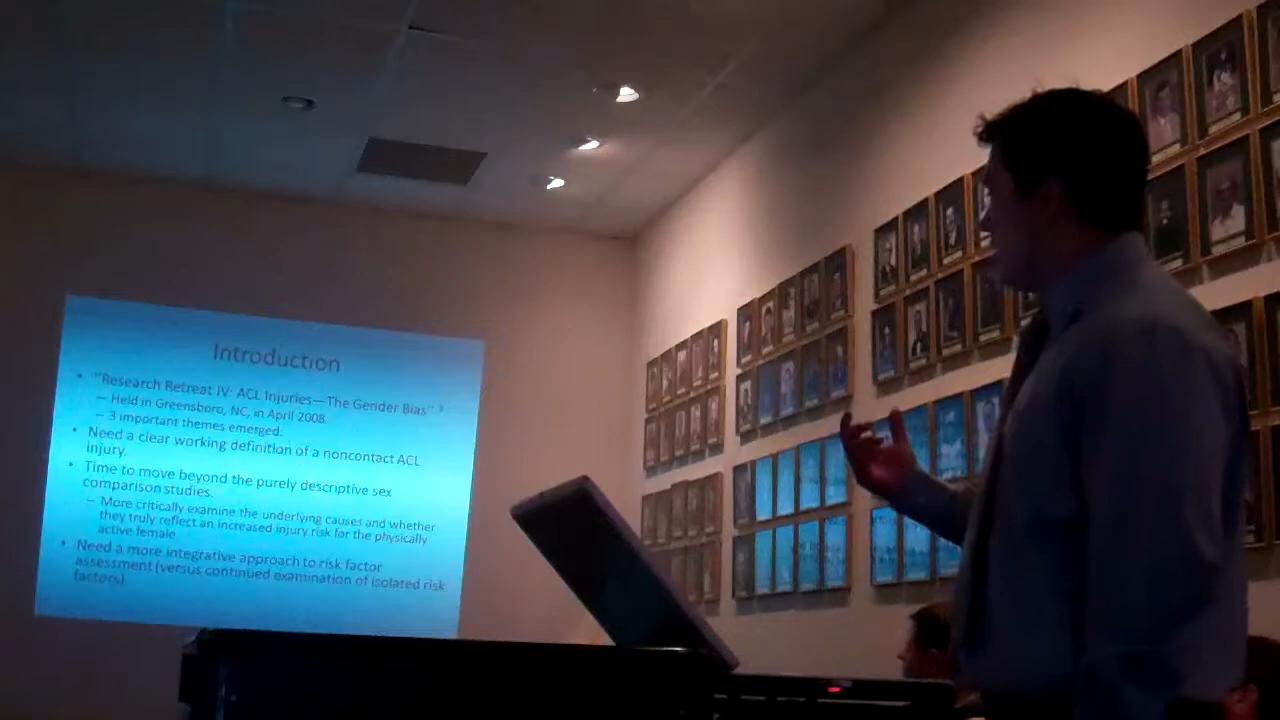 Introduction
• "Research Retreat IV: ACL Injuries—The Gender Bias" ³
– Held in Greensboro, NC, in April 2008.
– 3 important themes emerged:
• Need a clear working definition of a noncontact ACL
injury.
• Time to move beyond the purely descriptive sex
comparison studies.
– More critically examine the underlying causes and whether
they truly reflect an increased injury risk for the physically
active female
• Need a more integrative approach to risk factor
assessment (versus continued examination of isolated risk
factors)